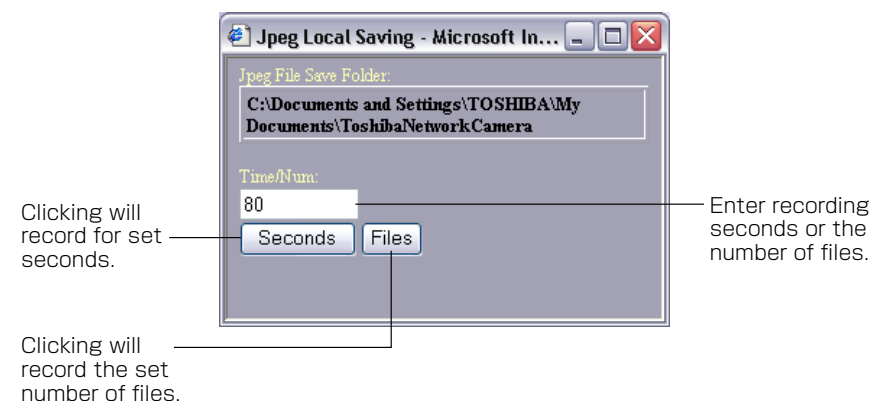 Jpeg Local Saving - Microsoft In...
Jpeg File Save Folder:
C:\Documents and Settings\TOSHIBA\My
Documents\ToshibaNetworkCamera
Time/Num:
80
Seconds
Files
Clicking will
record for set
seconds.
Enter recording
seconds or the
number of files.
Clicking will
record the set
number of files.